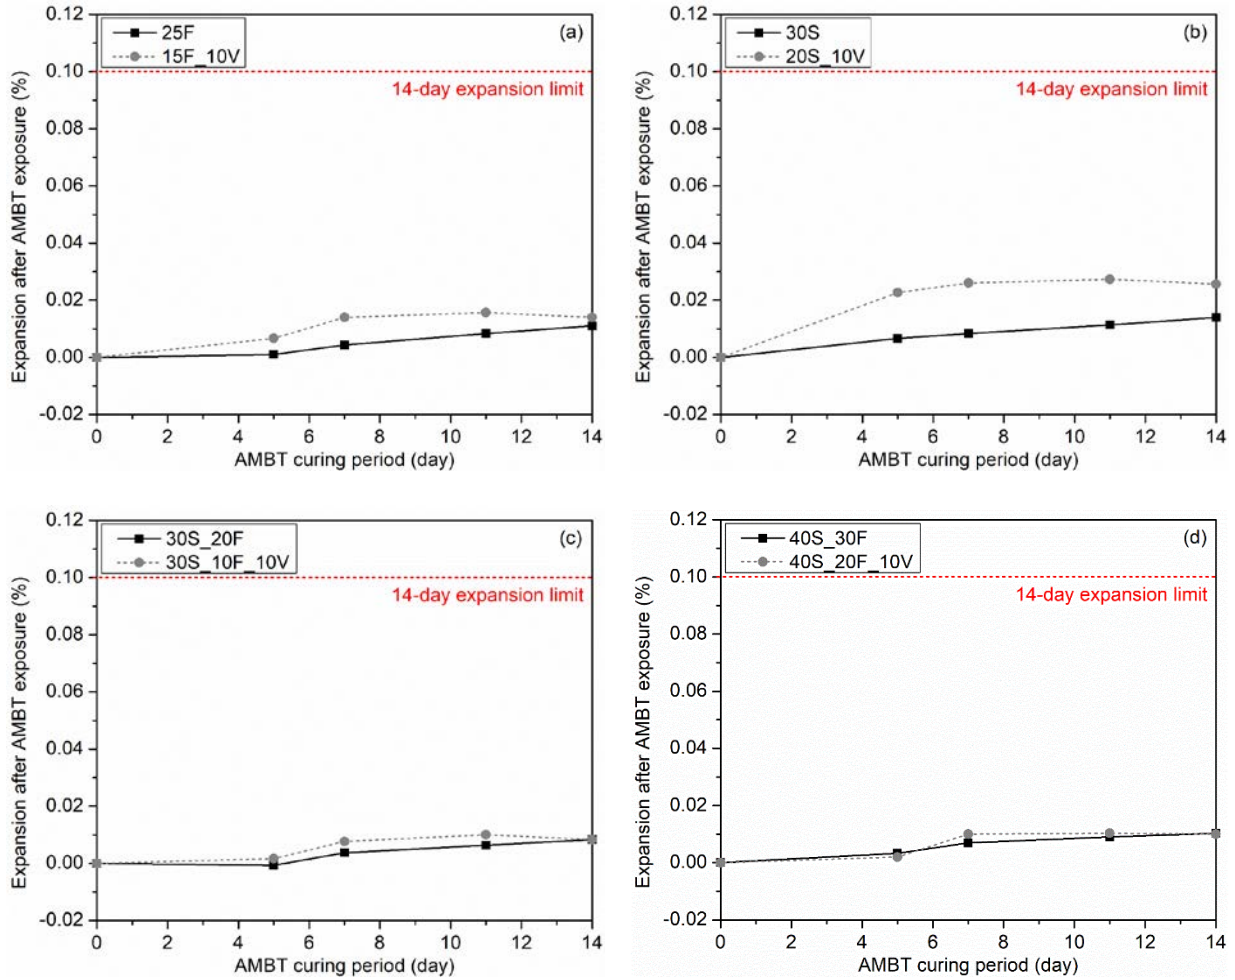 0.12
0.10
0.08
0.06
0.04
0.02
0.00
-0.02
Expansion after AMBT exposure (%)
25F
15F_10V
(a)
14-day expansion limit
0 2 4 6 8 10 12 14
AMBT curing period (day)
0.12
0.10
0.08
0.06
0.04
0.02
0.00
-0.02
Expansion after AMBT exposure (%)
30S
20S_10V
(b)
14-day expansion limit
0 2 4 6 8 10 12 14
AMBT curing period (day)
0.12
0.10
0.08
0.06
0.04
0.02
0.00
-0.02
Expansion after AMBT exposure (%)
30S_20F
30S_10F_10V
(c)
14-day expansion limit
0 2 4 6 8 10 12 14
AMBT curing period (day)
0.12
0.10
0.08
0.06
0.04
0.02
0.00
-0.02
Expansion after AMBT exposure (%)
40S_30F
40S_20F_10V
(d)
14-day expansion limit
0 2 4 6 8 10 12 14
AMBT curing period (day)